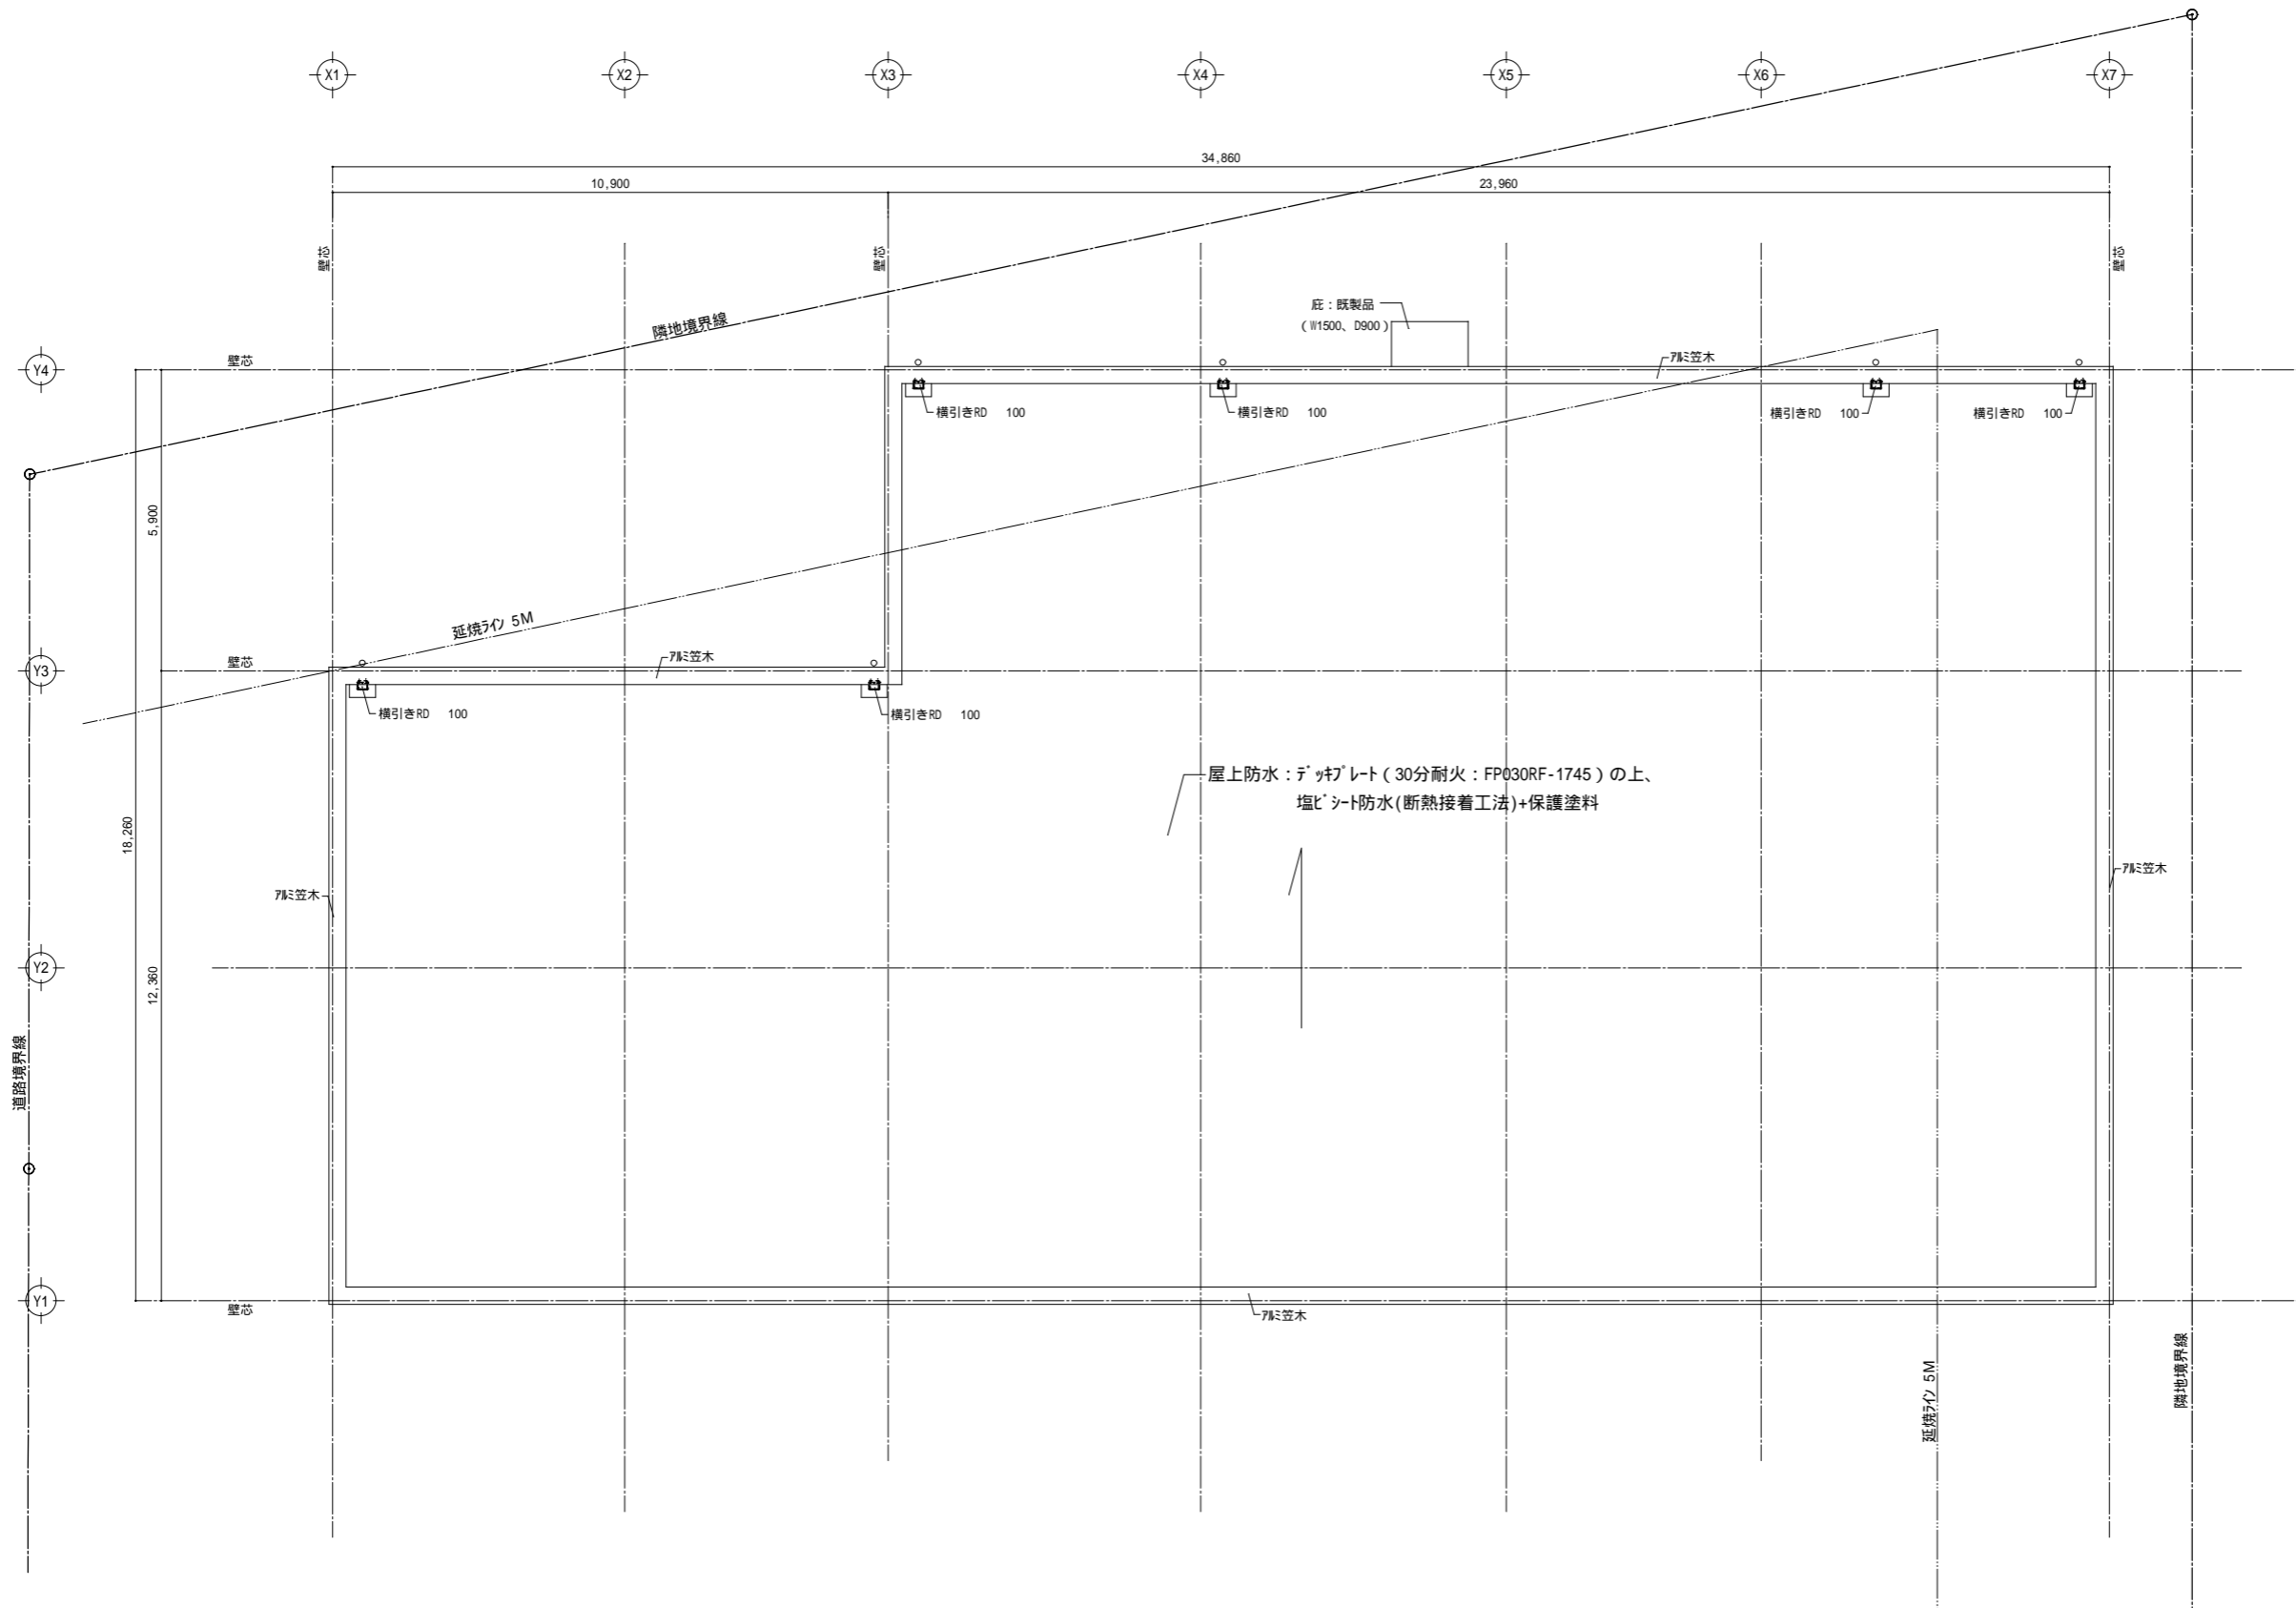 X1
X2
X3
X4
X5
X6
X7
34,860
10,900
23,960
壁芯
壁芯
壁芯
隣地境界線
庇：既製品
（W1500、D900）
Y4
壁芯
ｱﾙﾐ笠木
横引きRD 100
横引きRD 100
横引きRD 100
横引きRD 100
5,900
延焼ﾗｲﾝ 5M
Y3
壁芯
ｱﾙﾐ笠木
横引きRD 100
横引きRD 100
屋上防水：ﾃﾞｯｷﾌﾟﾚｰﾄ（30分耐火：FP030RF-1745）の上、
塩ﾋﾞｼｰﾄ防水(断熱接着工法)+保護塗料
18,260
ｱﾙﾐ笠木
ｱﾙﾐ笠木
Y2
12,360
道路境界線
Y1
壁芯
ｱﾙﾐ笠木
延焼ﾗｲﾝ 5M
隣地境界線